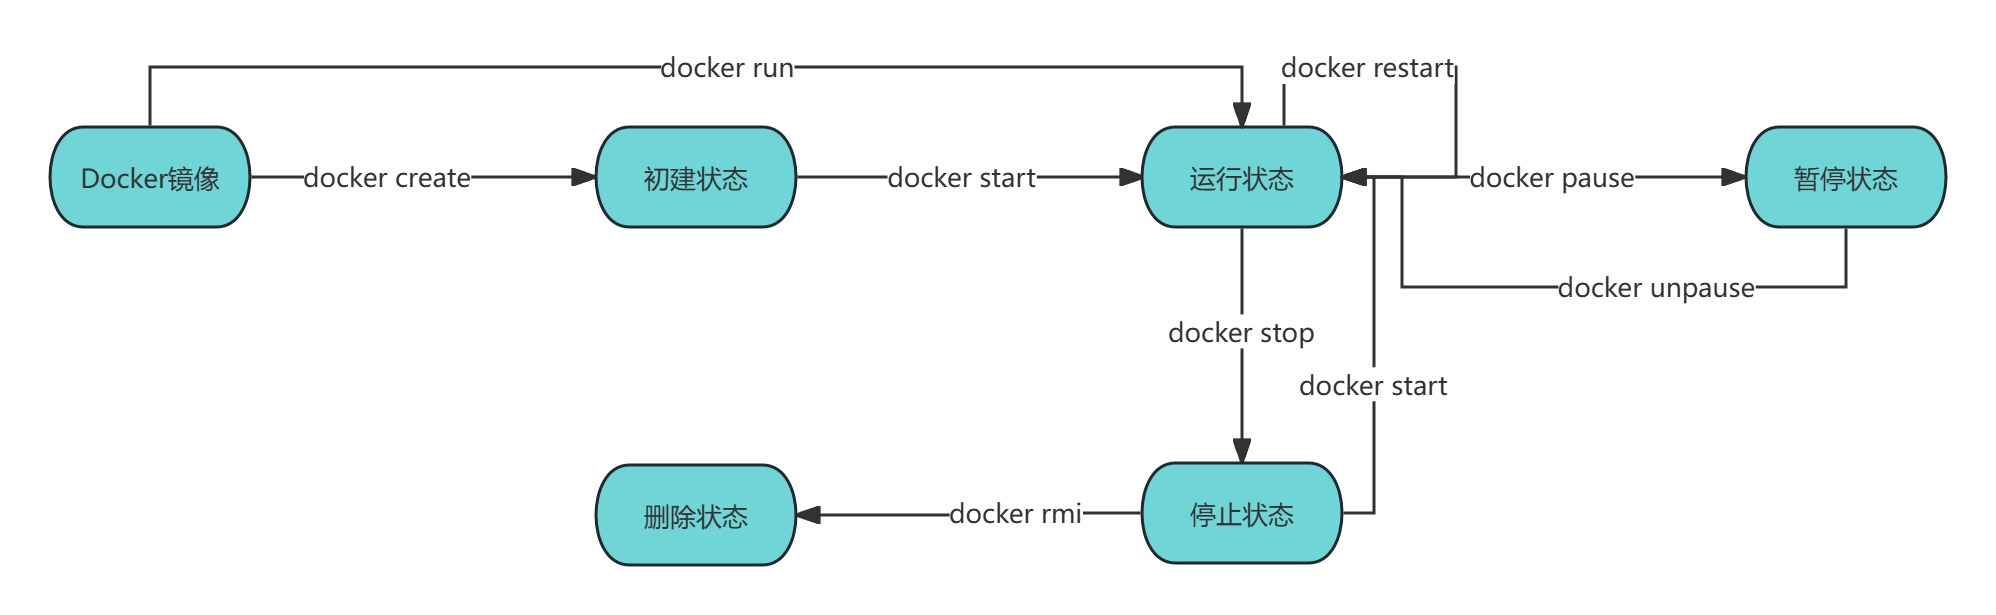 docker run
docker restart
Docker镜像
docker create
初建状态
docker start
运行状态
docker pause
暂停状态
docker unpause
docker stop
docker start
删除状态
docker rmi
停止状态